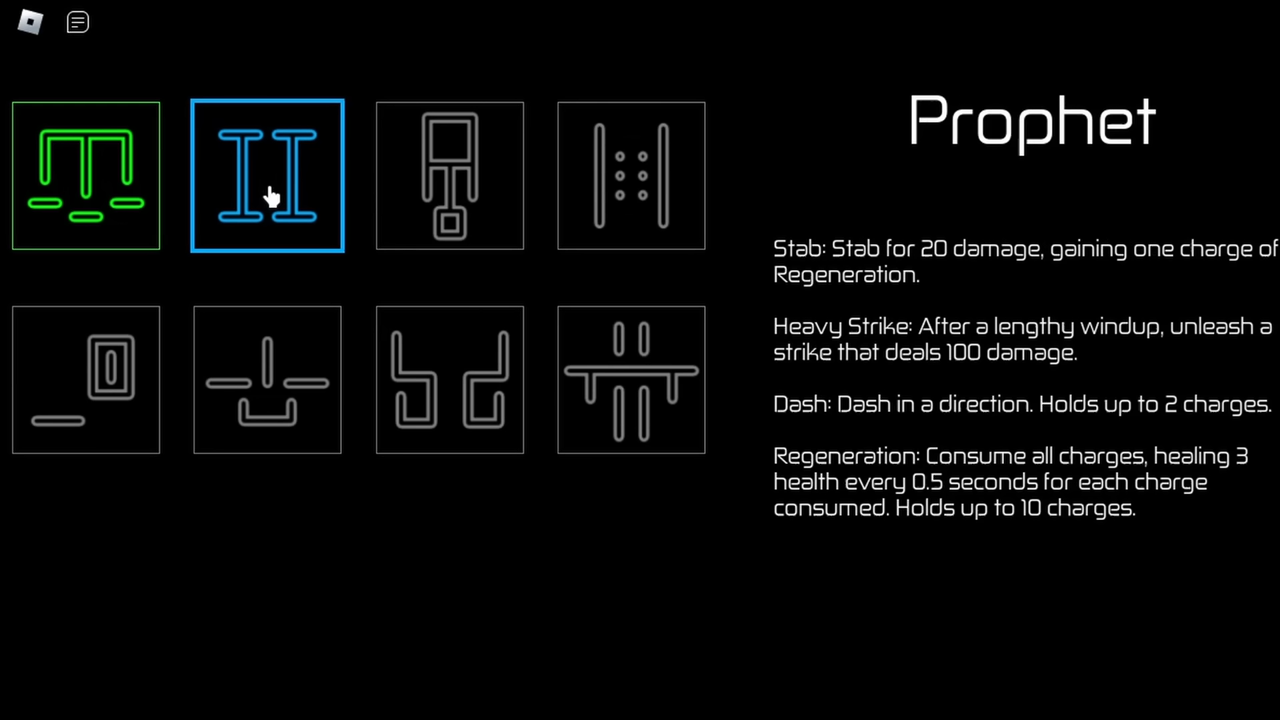 Prophet
Stab: Stab for 20 damage, gaining one charge of
Regeneration.
Heavy Strike: After a lengthy windup, unleash a
strike that deals 100 damage.
Dash: Dash in a direction. Holds up to 2 charges.
Regeneration: Consume all charges, healing 3
health every 0.5 seconds for each charge
consumed. Holds up to 10 charges.